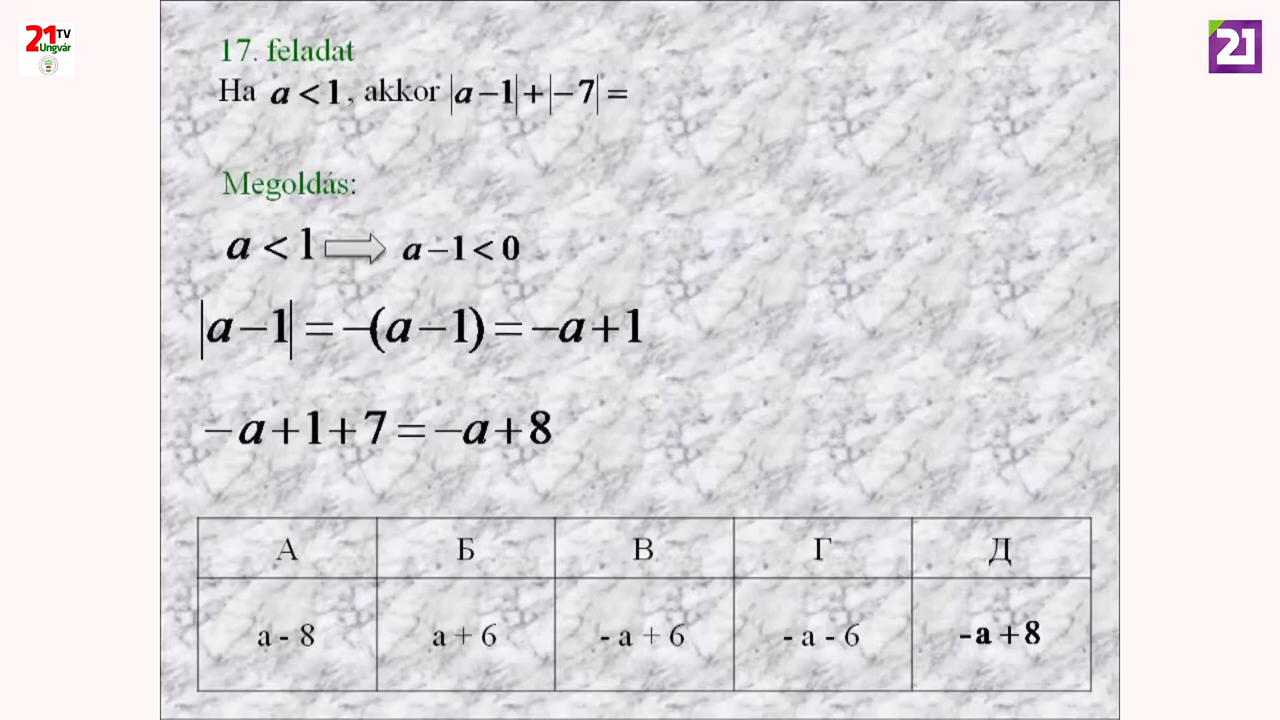 21 TV
Ungvár
21
17. feladat
Ha a < 1, akkor |a − 1| + |− 7| =
Megoldás:
a < 1 ⇨ a − 1 < 0
|a − 1| = −(a − 1) = −a + 1
− a + 1 + 7 = −a + 8
А Б В Г Д
a - 8 a + 6 - a + 6 - a - 6 - a + 8